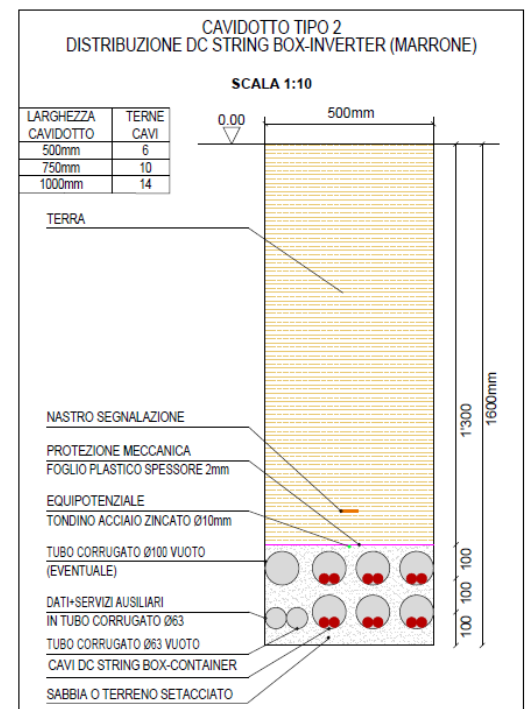 CAVIDOTTO TIPO 2
DISTRIBUZIONE DC STRING BOX-INVERTER (MARRONE)
SCALA 1:10
LARGHEZZA CAVIDOTTO TERNE CAVI
500mm 6
750mm 10
1000mm 14
0.00
500mm
TERRA
NASTRO SEGNALAZIONE
PROTEZIONE MECCANICA
FOGLIO PLASTICO SPESSORE 2mm
EQUIPOTENZIALE
TONDINO ACCIAIO ZINCATO Ø10mm
TUBO CORRUGATO Ø100 VUOTO
(EVENTUALE)
DATI+SERVIZI AUSILIARI
IN TUBO CORRUGATO Ø63
TUBO CORRUGATO Ø63 VUOTO
CAVI DC STRING BOX-CONTAINER
SABBIA O TERRENO SETACCIATO
1'300
1600mm
100
100
100